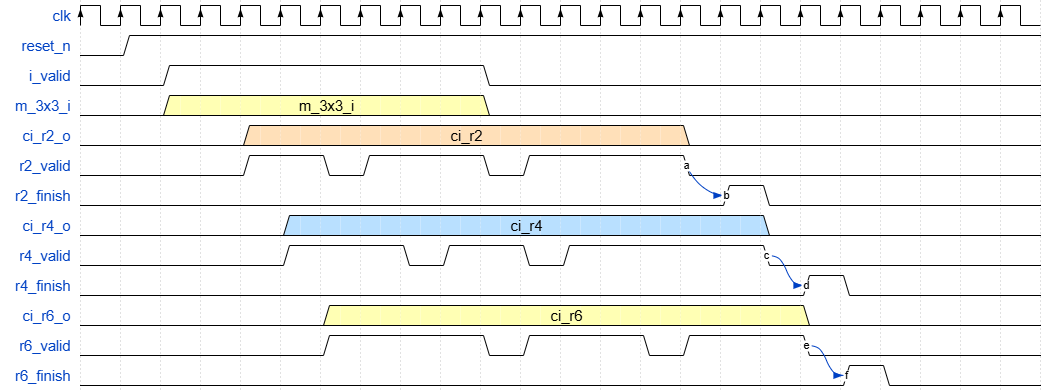 clk
reset_n
i_valid
m_3x3_i m_3x3_i
ci_r2_o ci_r2
r2_valid a
r2_finish b
ci_r4_o ci_r4
r4_valid c
r4_finish d
ci_r6_o ci_r6
r6_valid e
r6_finish f